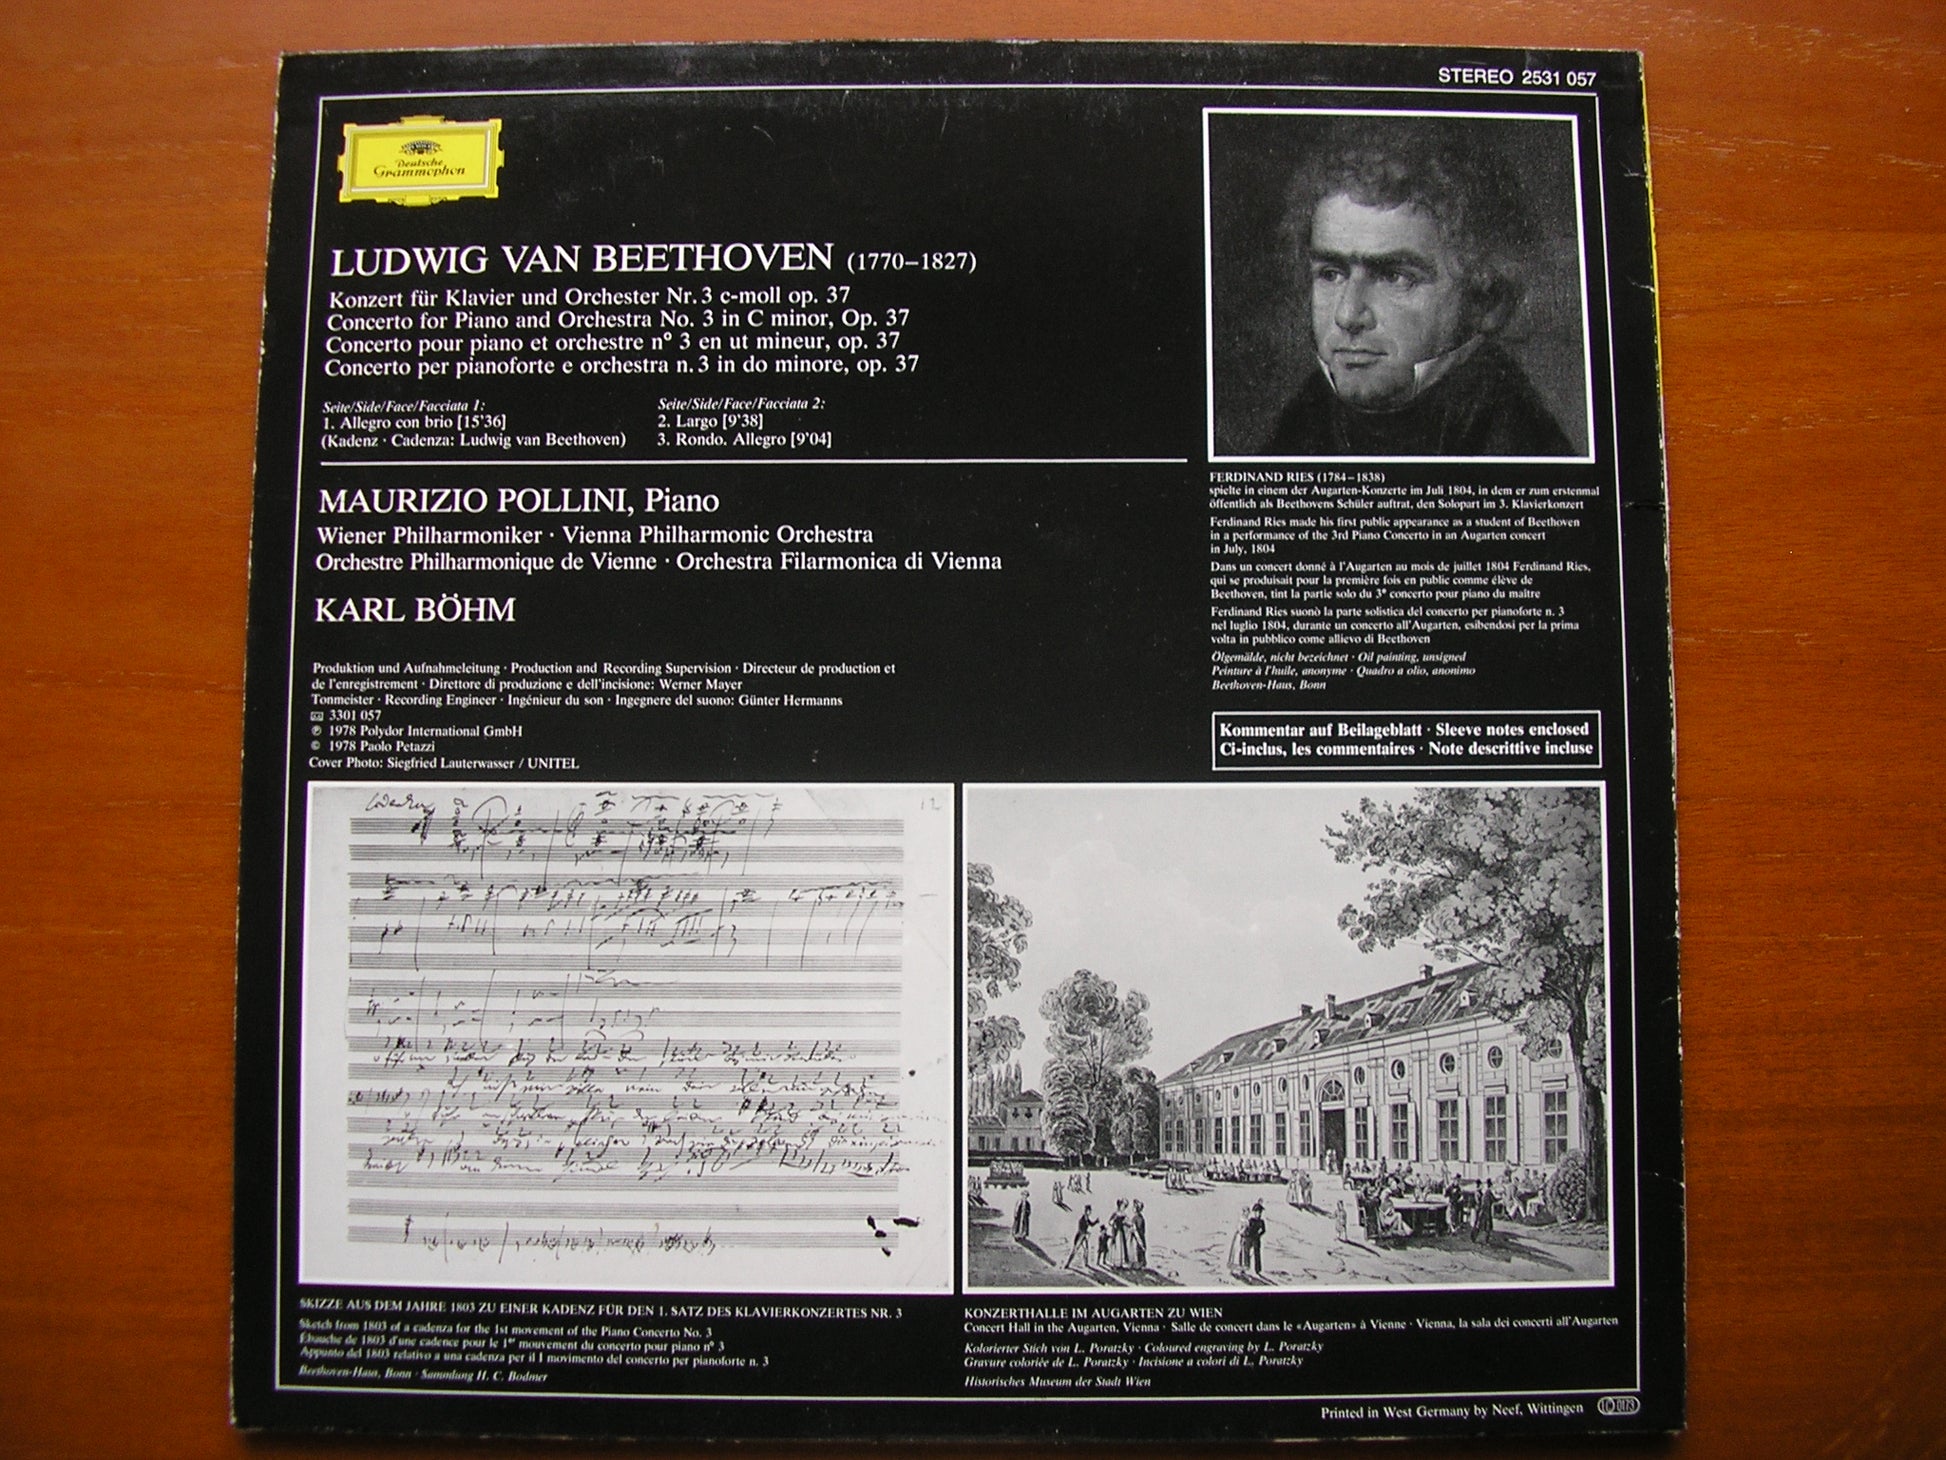 STEREO 2531 057
Deutsche
Grammophon
LUDWIG VAN BEETHOVEN (1770–1827)
Konzert für Klavier und Orchester Nr. 3 c-moll op. 37
Concerto for Piano and Orchestra No. 3 in C minor, Op. 37
Concerto pour piano et orchestre n° 3 en ut mineur, op. 37
Concerto per pianoforte e orchestra n. 3 in do minore, op. 37
Seite/Side/Face/Facciata 1:
1. Allegro con brio [15'36]
(Kadenz · Cadenza: Ludwig van Beethoven)
Seite/Side/Face/Facciata 2:
2. Largo [9'38]
3. Rondo. Allegro [9'04]
MAURIZIO POLLINI, Piano
Wiener Philharmoniker · Vienna Philharmonic Orchestra
Orchestre Philharmonique de Vienne · Orchestra Filarmonica di Vienna
KARL BÖHM
Produktion und Aufnahmeleitung · Production and Recording Supervision · Directeur de production et
de l'enregistrement · Direttore di produzione e dell'incisione: Werner Mayer
Tonmeister · Recording Engineer · Ingénieur du son · Ingegnere del suono: Günter Hermanns
3301 057
℗ 1978 Polydor International GmbH
© 1978 Paolo Petazzi
Cover Photo: Siegfried Lauterwasser / UNITEL
FERDINAND RIES (1784–1838)
spielte in einem der Augarten-Konzerte im Juli 1804, in dem er zum erstenmal
öffentlich als Beethovens Schüler auftrat, den Solopart im 3. Klavierkonzert
Ferdinand Ries made his first public appearance as a student of Beethoven
in a performance of the 3rd Piano Concerto in an Augarten concert
in July, 1804
Dans un concert donné à l'Augarten au mois de juillet 1804 Ferdinand Ries,
qui se produisait pour la première fois en public comme élève de
Beethoven, tint la partie solo du 3e concerto pour piano du maître
Ferdinand Ries suonò la parte solistica del concerto per pianoforte n. 3
nel luglio 1804, durante un concerto all'Augarten, esibendosi per la prima
volta in pubblico come allievo di Beethoven
Ölgemälde, nicht bezeichnet · Oil painting, unsigned
Peinture à l'huile, anonyme · Quadro a olio, anonimo
Beethoven-Haus, Bonn
Kommentar auf Beilageblatt · Sleeve notes enclosed
Ci-inclus, les commentaires · Note descrittive incluse
12
SKIZZE AUS DEM JAHRE 1803 ZU EINER KADENZ FÜR DEN 1. SATZ DES KLAVIERKONZERTES NR. 3
Sketch from 1803 of a cadenza for the 1st movement of the Piano Concerto No. 3
Ébauche de 1803 d'une cadence pour le 1er mouvement du concerto pour piano n° 3
Appunto del 1803 relativo a una cadenza per il I movimento del concerto per pianoforte n. 3
Beethoven-Haus, Bonn · Sammlung H. C. Bodmer
KONZERTHALLE IM AUGARTEN ZU WIEN
Concert Hall in the Augarten, Vienna · Salle de concert dans le «Augarten» à Vienne · Vienna, la sala dei concerti all'Augarten
Kolorierter Stich von L. Poratzky · Coloured engraving by L. Poratzky
Gravure coloriée de L. Poratzky · Incisione a colori di L. Poratzky
Historisches Museum der Stadt Wien
Printed in West Germany by Neef, Wittingen
LC 0173